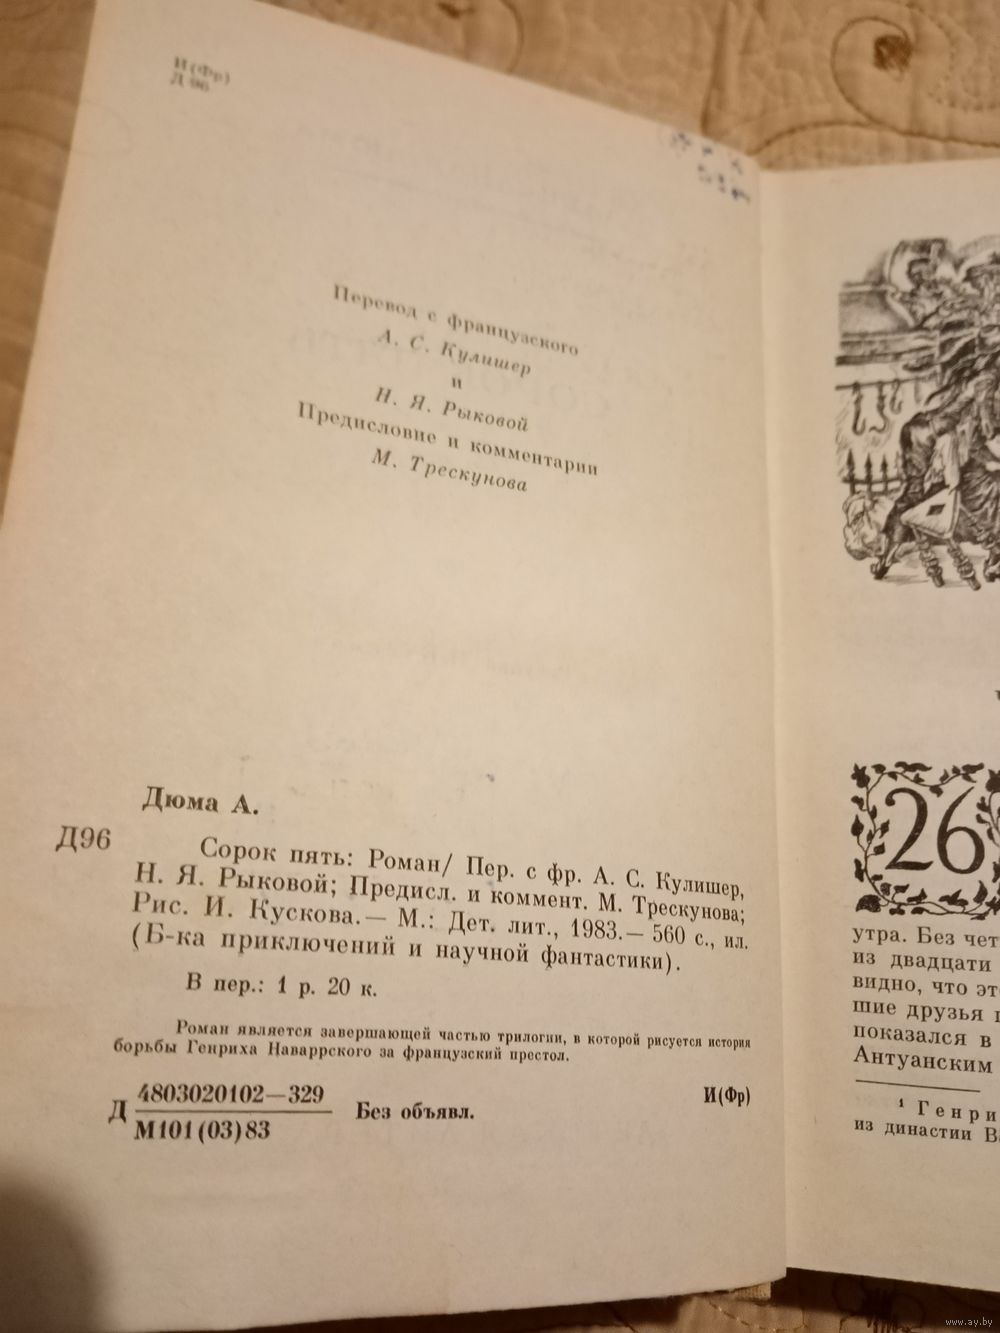 И(Фр)
Д 96
Перевод с французского
А. С. Кулишер
и
Н. Я. Рыковой
Предисловие и комментарии
М. Трескунова
Дюма А.
Д96
Сорок пять: Роман/ Пер. с фр. А. С. Кулишер,
Н. Я. Рыковой; Предисл. и коммент. М. Трескунова;
Рис. И. Кускова.— М.: Дет. лит., 1983.— 560 с., ил.
(Б-ка приключений и научной фантастики).
В пер.: 1 р. 20 к.
Роман является завершающей частью трилогии, в которой рисуется история
борьбы Генриха Наваррского за французский престол.
Д 4803020102—329
М101(03)83
Без объявл.
И(Фр)
26
утра. Без чет
из двадцати
видно, что эт
шие друзья
показался в
Антуанским
1 Генри
из династии В
www.ay.by